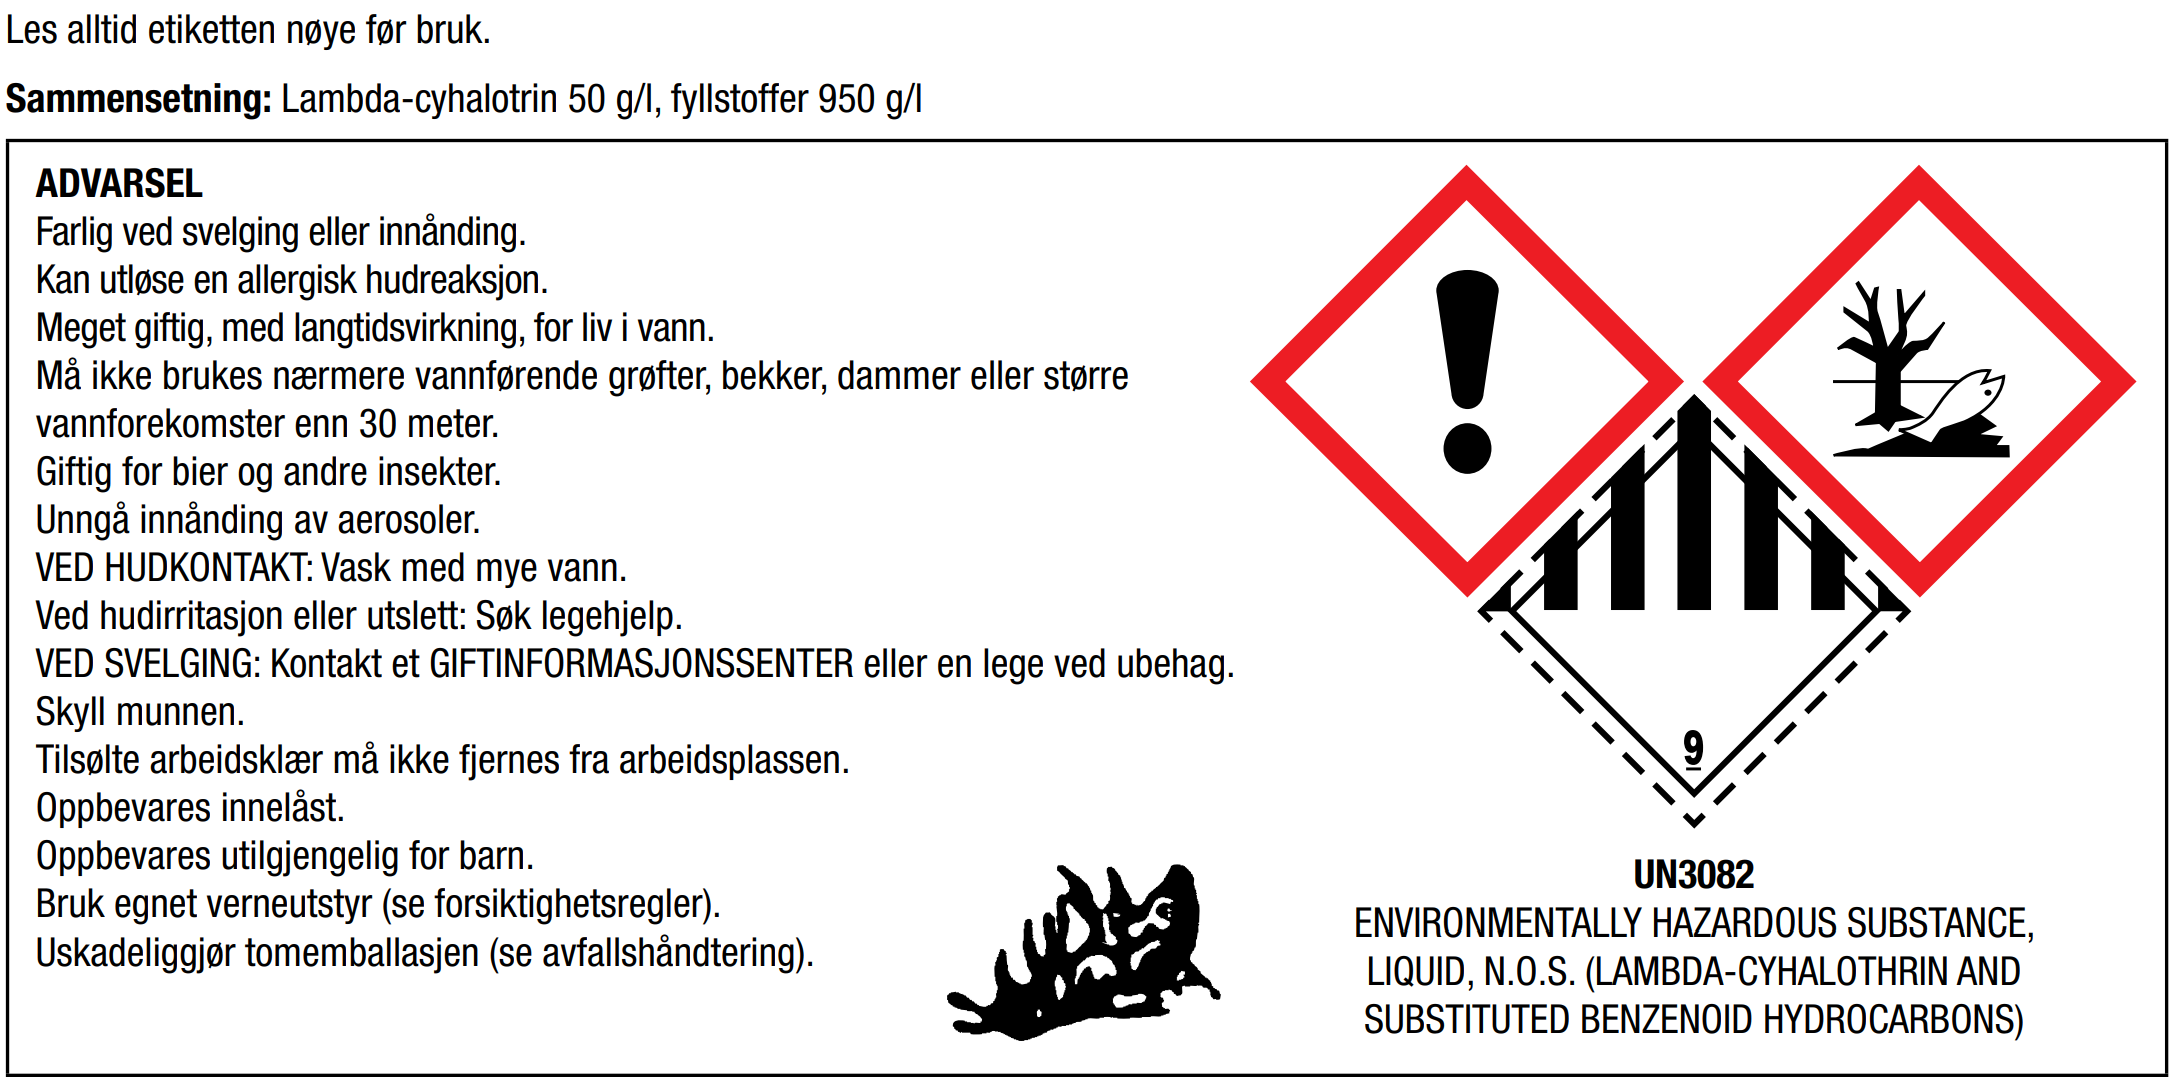 Les alltid etiketten nøye før bruk.
Sammensetning: Lambda-cyhalotrin 50 g/l, fyllstoffer 950 g/l
ADVARSEL
Farlig ved svelging eller innånding.
Kan utløse en allergisk hudreaksjon.
Meget giftig, med langtidsvirkning, for liv i vann.
Må ikke brukes nærmere vannførende grøfter, bekker, dammer eller større
vannforekomster enn 30 meter.
Giftig for bier og andre insekter.
Unngå innånding av aerosoler.
VED HUDKONTAKT: Vask med mye vann.
Ved hudirritasjon eller utslett: Søk legehjelp.
VED SVELGING: Kontakt et GIFTINFORMASJONSSENTER eller en lege ved ubehag.
Skyll munnen.
Tilsølte arbeidsklær må ikke fjernes fra arbeidsplassen.
Oppbevares innelåst.
Oppbevares utilgjengelig for barn.
Bruk egnet verneutstyr (se forsiktighetsregler).
Uskadeliggjør tomemballasjen (se avfallshåndtering).
9
UN3082
ENVIRONMENTALLY HAZARDOUS SUBSTANCE,
LIQUID, N.O.S. (LAMBDA-CYHALOTHRIN AND
SUBSTITUTED BENZENOID HYDROCARBONS)